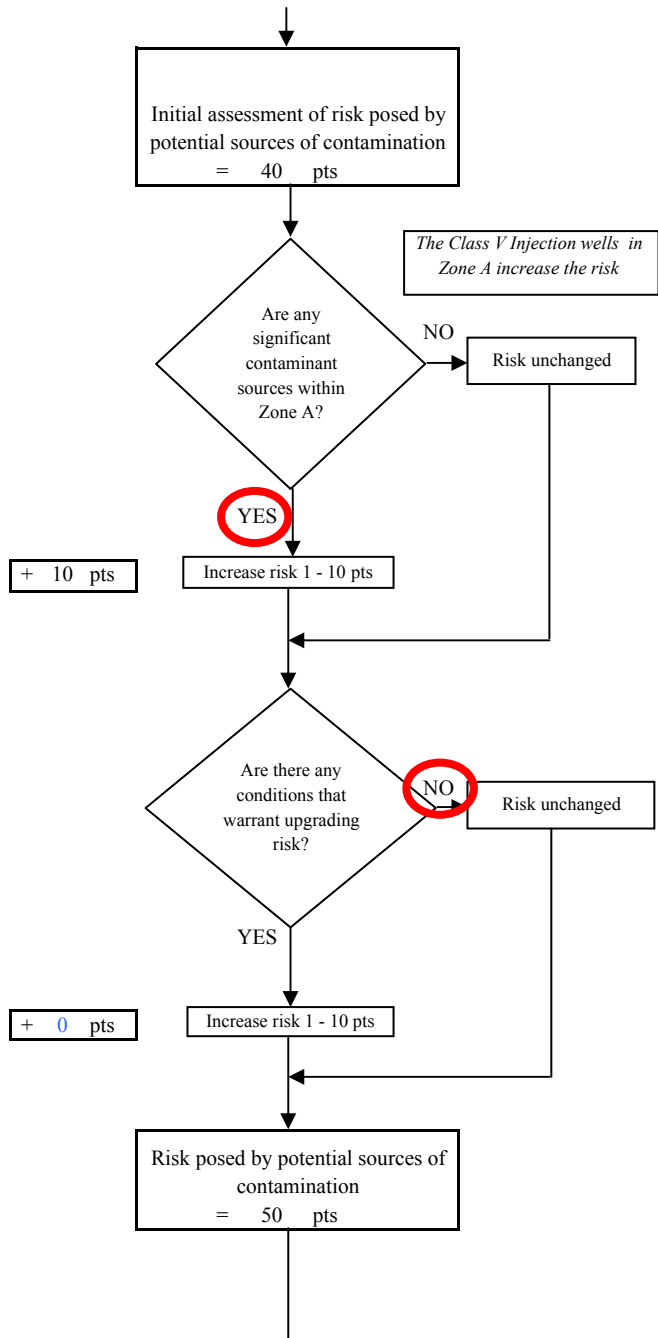 Initial assessment of risk posed by
potential sources of contamination
= 40 pts
The Class V Injection wells in
Zone A increase the risk
Are any
significant
contaminant
sources within
Zone A?
NO
Risk unchanged
YES
+ 10 pts
Increase risk 1 - 10 pts
Are there any
conditions that
warrant upgrading
risk?
NO
Risk unchanged
YES
+ 0 pts
Increase risk 1 - 10 pts
Risk posed by potential sources of
contamination
= 50 pts